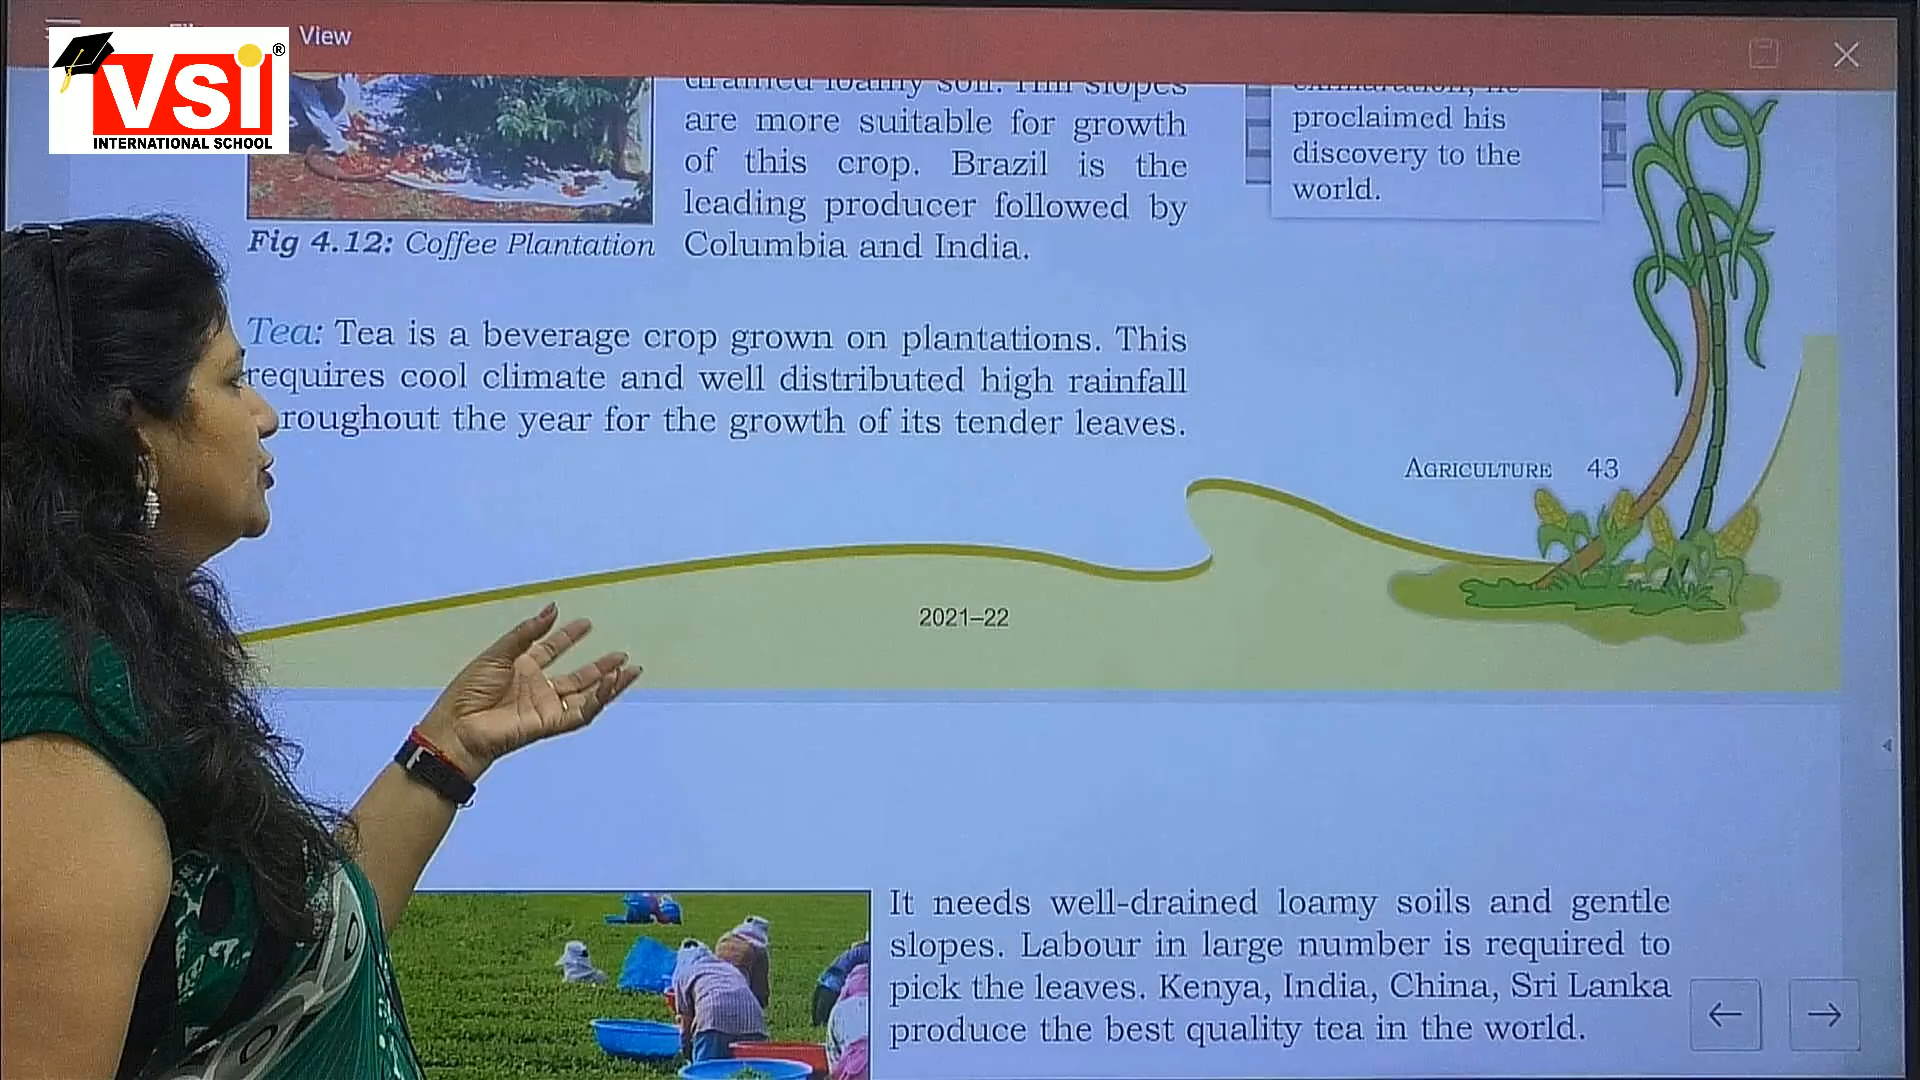 View
VSI ®
INTERNATIONAL SCHOOL
drained loamy soil. Hill slopes
are more suitable for growth
of this crop. Brazil is the
leading producer followed by
Columbia and India.
Fig 4.12: Coffee Plantation
proclaimed his
discovery to the
world.
Tea: Tea is a beverage crop grown on plantations. This
requires cool climate and well distributed high rainfall
roughout the year for the growth of its tender leaves.
AGRICULTURE 43
2021–22
It needs well-drained loamy soils and gentle
slopes. Labour in large number is required to
pick the leaves. Kenya, India, China, Sri Lanka
produce the best quality tea in the world.